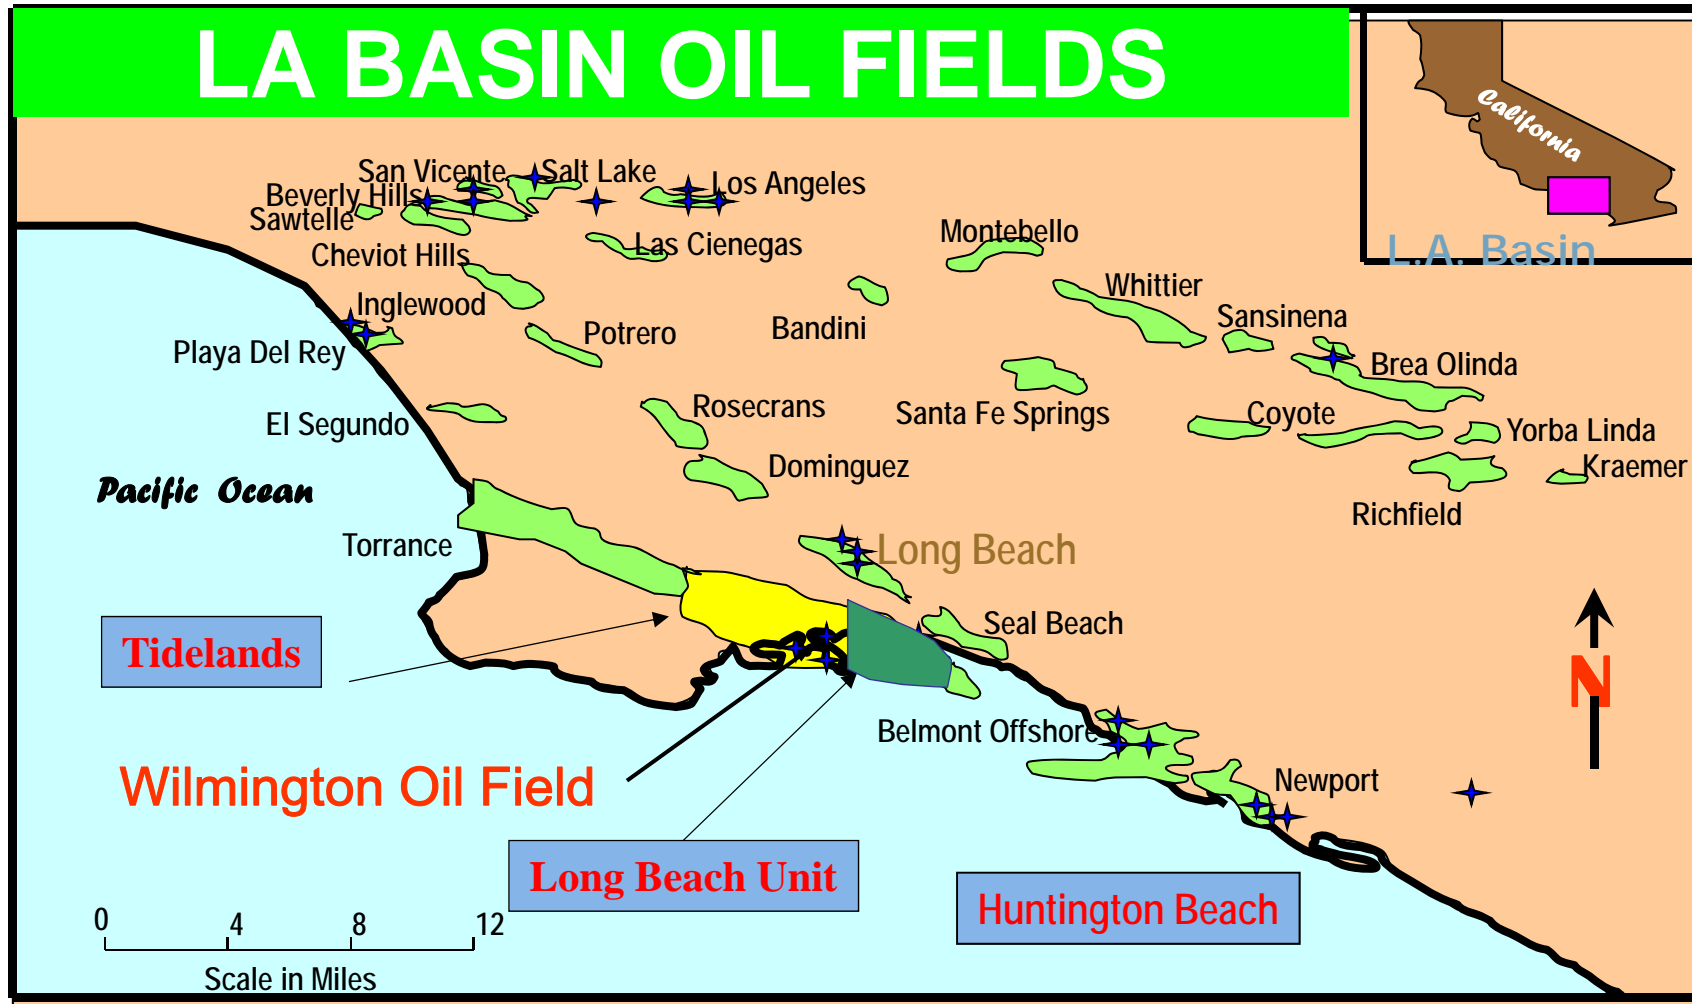 LA BASIN OIL FIELDS
California
L.A. Basin
San Vicente
Salt Lake
Beverly Hills
Los Angeles
Sawtelle
Cheviot Hills
Las Cienegas
Montebello
Whittier
Inglewood
Sansinena
Potrero
Bandini
Playa Del Rey
Brea Olinda
El Segundo
Rosecrans
Santa Fe Springs
Coyote
Yorba Linda
Dominguez
Kraemer
Pacific Ocean
Richfield
Torrance
Long Beach
Seal Beach
Tidelands
N
Belmont Offshore
Wilmington Oil Field
Newport
Long Beach Unit
Huntington Beach
0 4 8 12
Scale in Miles